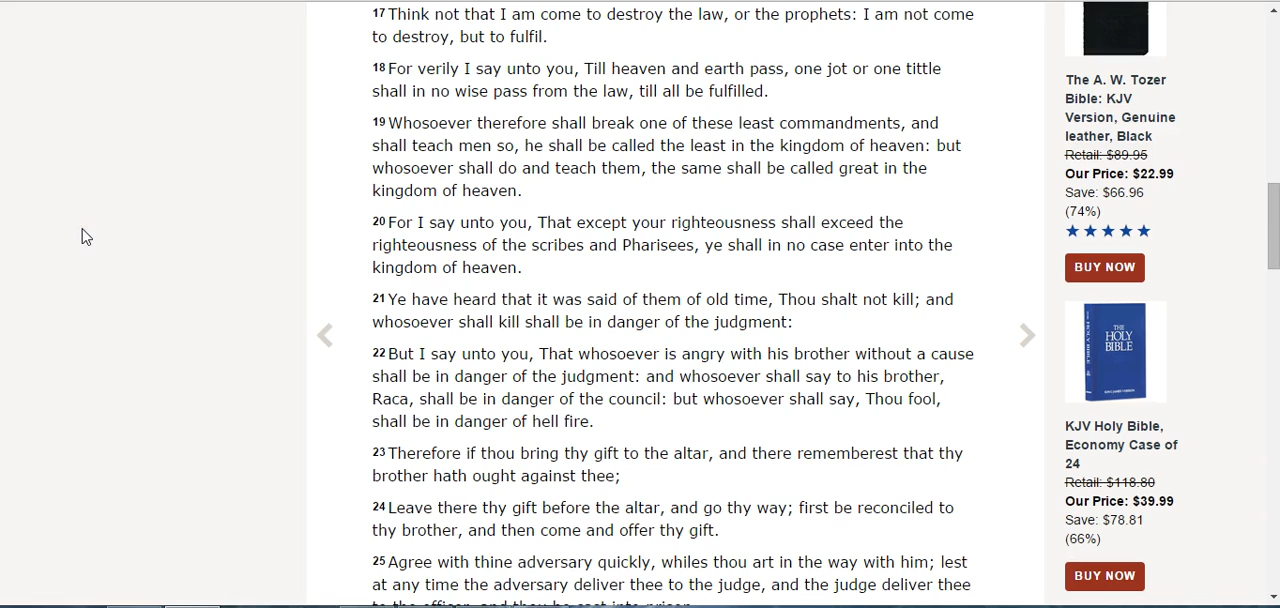 17 Think not that I am come to destroy the law, or the prophets: I am not come
to destroy, but to fulfil.
18 For verily I say unto you, Till heaven and earth pass, one jot or one tittle
shall in no wise pass from the law, till all be fulfilled.
19 Whosoever therefore shall break one of these least commandments, and
shall teach men so, he shall be called the least in the kingdom of heaven: but
whosoever shall do and teach them, the same shall be called great in the
kingdom of heaven.
20 For I say unto you, That except your righteousness shall exceed the
righteousness of the scribes and Pharisees, ye shall in no case enter into the
kingdom of heaven.
21 Ye have heard that it was said of them of old time, Thou shalt not kill; and
whosoever shall kill shall be in danger of the judgment:
22 But I say unto you, That whosoever is angry with his brother without a cause
shall be in danger of the judgment: and whosoever shall say to his brother,
Raca, shall be in danger of the council: but whosoever shall say, Thou fool,
shall be in danger of hell fire.
23 Therefore if thou bring thy gift to the altar, and there rememberest that thy
brother hath ought against thee;
24 Leave there thy gift before the altar, and go thy way; first be reconciled to
thy brother, and then come and offer thy gift.
25 Agree with thine adversary quickly, whiles thou art in the way with him; lest
at any time the adversary deliver thee to the judge, and the judge deliver thee
to the officer, and thou be cast into prison.
The A. W. Tozer
Bible: KJV
Version, Genuine
leather, Black
Retail: $89.95
Our Price: $22.99
Save: $66.96
(74%)
BUY NOW
THE
HOLY
BIBLE
KJV Holy Bible,
Economy Case of
24
Retail: $118.80
Our Price: $39.99
Save: $78.81
(66%)
BUY NOW